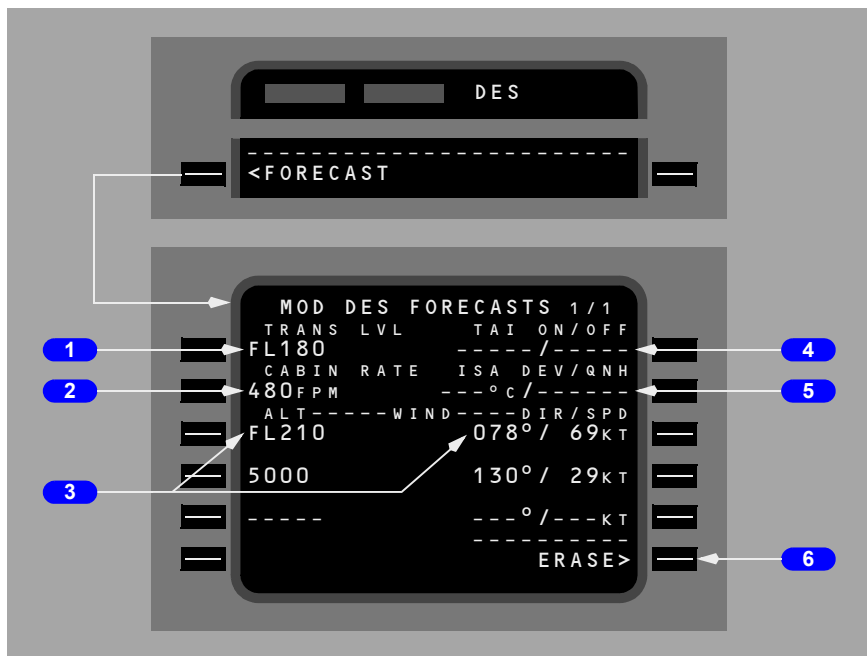 DES
- - - - - - - - - - - - - - - - - - - - - - - -
<FORECAST
MOD DES FORECASTS 1/1
TRANS LVL TAI ON/OFF
1 FL180 -----/----- 4
CABIN RATE ISA DEV/QNH
2 480FPM ---°C/------ 5
ALT-----WIND----DIR/SPD
FL210 078°/ 69KT
3 5000 130°/ 29KT
----- ---°/---KT
----------
ERASE> 6